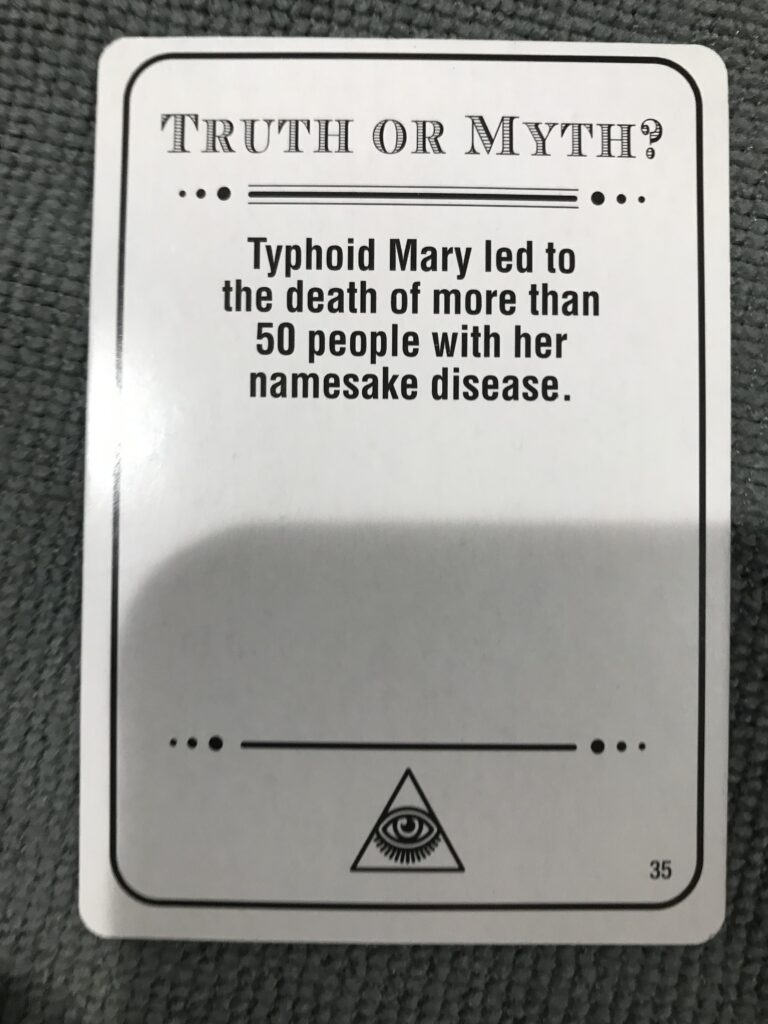 TRUTH OR MYTH?
Typhoid Mary led to
the death of more than
50 people with her
namesake disease.
35